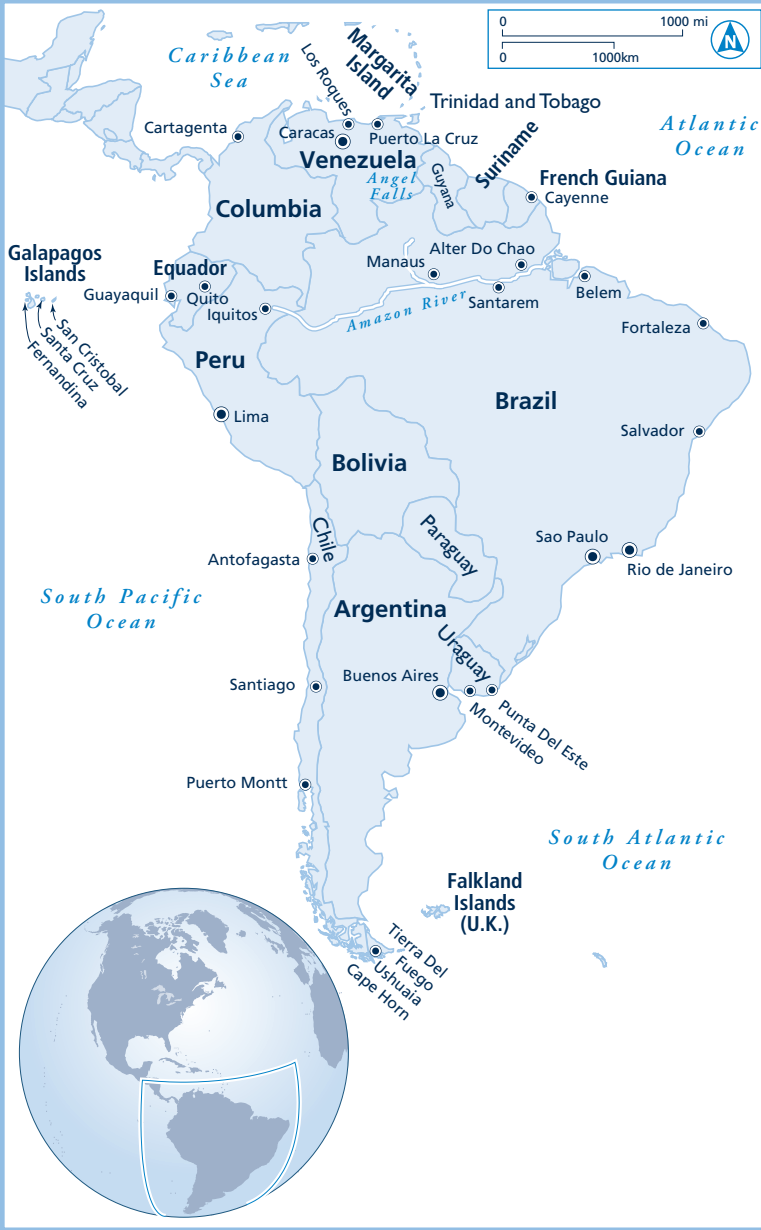 0 1000 mi
0 1000km
N
Caribbean
Sea
Los Roques
Margarita
Island
Trinidad and Tobago
Atlantic
Ocean
Cartagenta
Caracas
Puerto La Cruz
Venezuela
Angel
Falls
Guyana
Suriname
French Guiana
Cayenne
Columbia
Galapagos
Islands
Equador
Guayaquil
Quito
Iquitos
Manaus
Alter Do Chao
Santarem
Amazon River
Belem
Fortaleza
San Cristobal
Santa Cruz
Fernandina
Peru
Brazil
Lima
Salvador
Bolivia
Chile
Paraguay
Sao Paulo
Rio de Janeiro
Antofagasta
South Pacific
Ocean
Argentina
Uraguay
Santiago
Buenos Aires
Punta Del Este
Montevideo
Puerto Montt
South Atlantic
Ocean
Falkland
Islands
(U.K.)
Tierra Del
Fuego
Ushuaia
Cape Horn